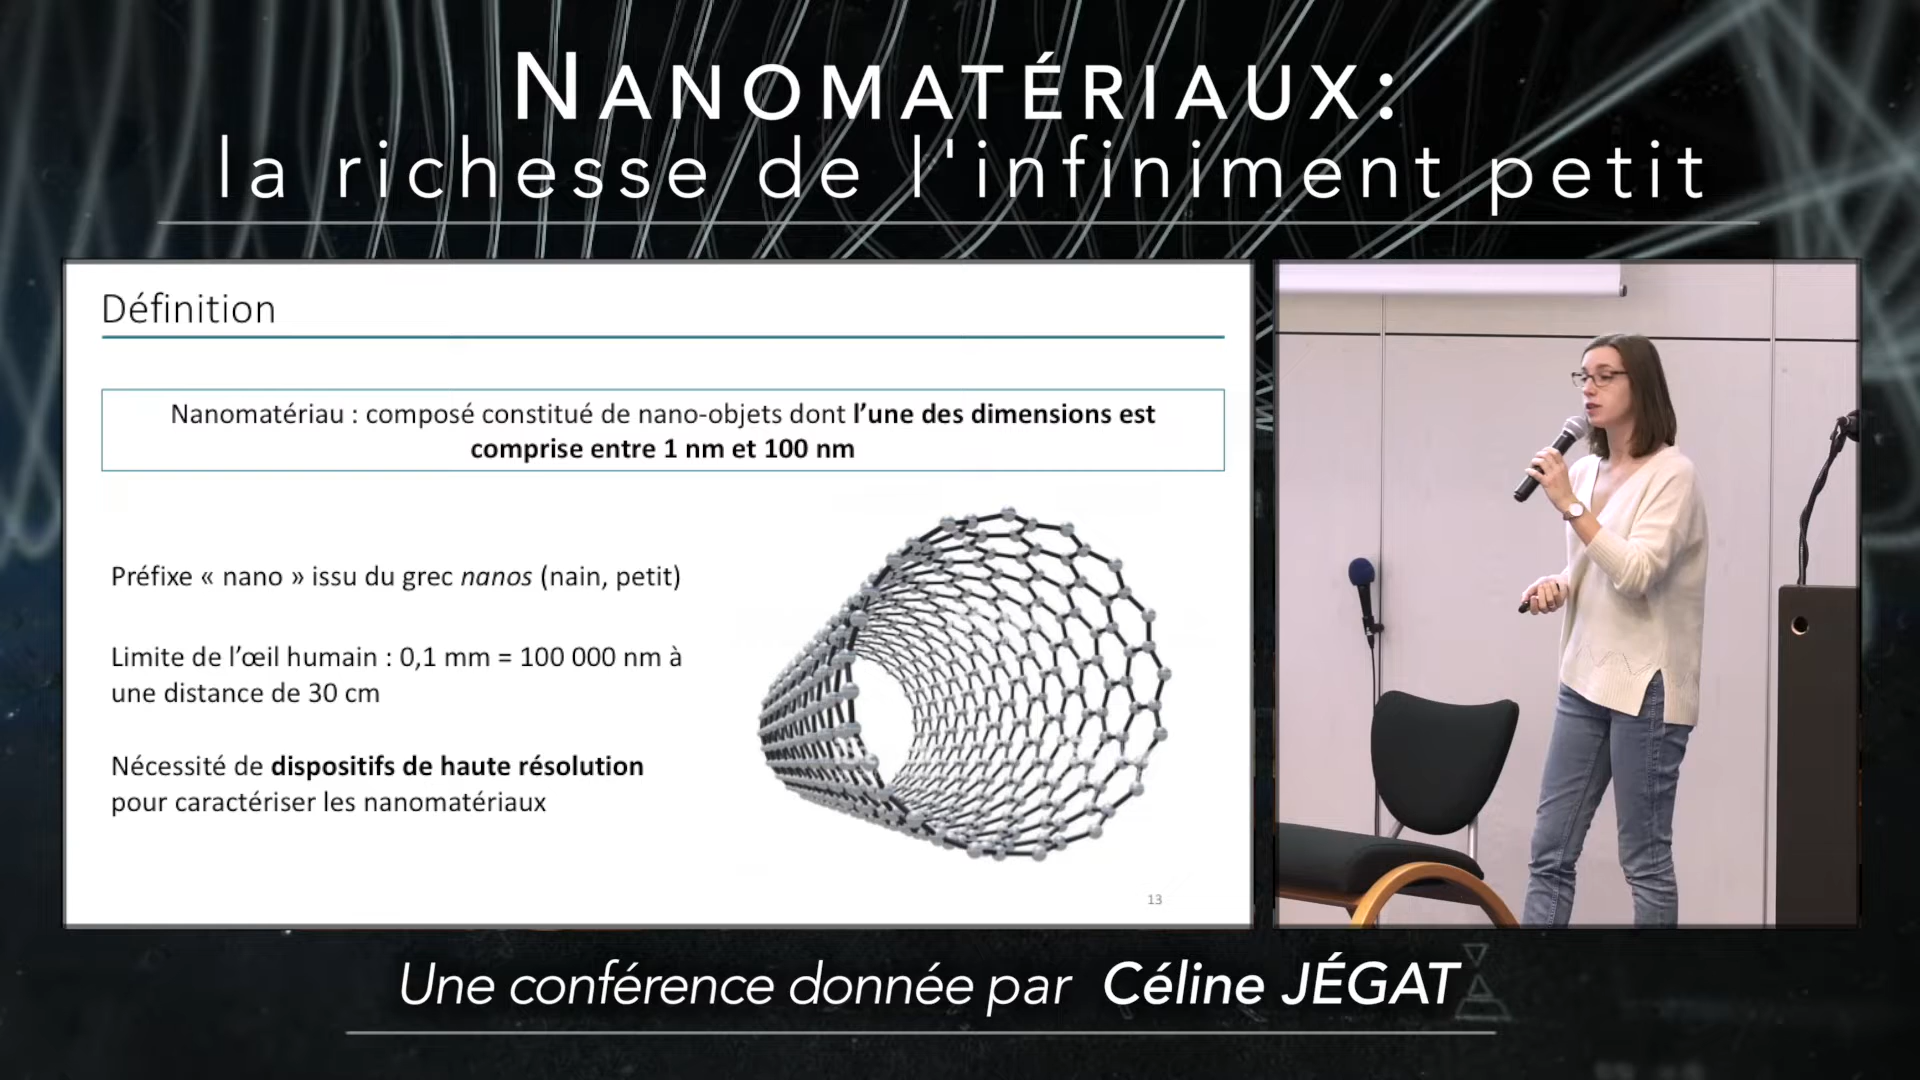 NANOMATÉRIAUX:
la richesse de l'infiniment petit
Définition
Nanomatériau : composé constitué de nano-objets dont l’une des dimensions est
comprise entre 1 nm et 100 nm
Préfixe « nano » issu du grec nanos (nain, petit)
Limite de l’œil humain : 0,1 mm = 100 000 nm à
une distance de 30 cm
Nécessité de dispositifs de haute résolution
pour caractériser les nanomatériaux
13
Une conférence donnée par Céline JÉGAT